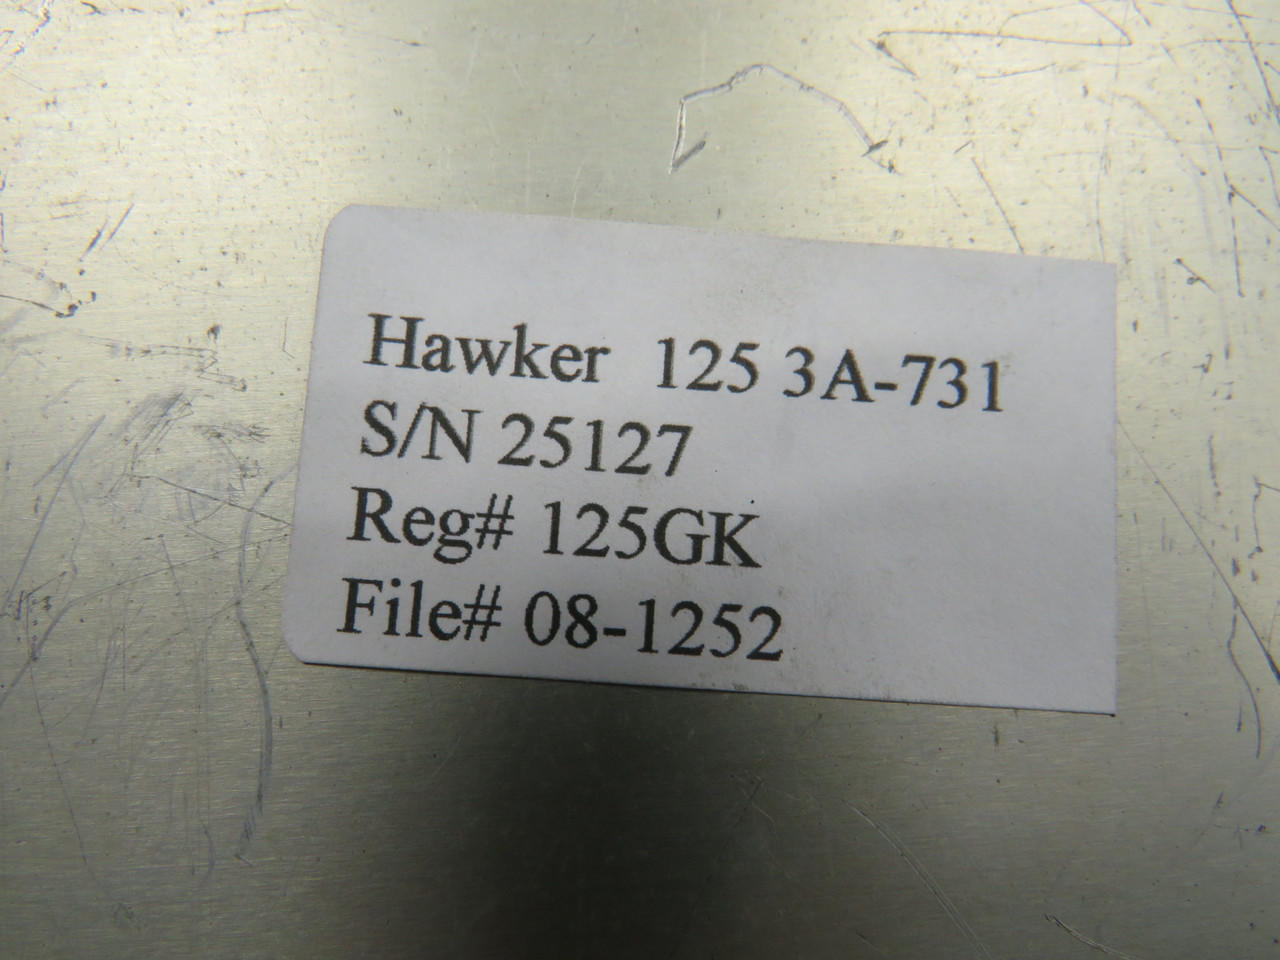 Hawker 125 3A-731
S/N 25127
Reg# 125GK
File# 08-1252